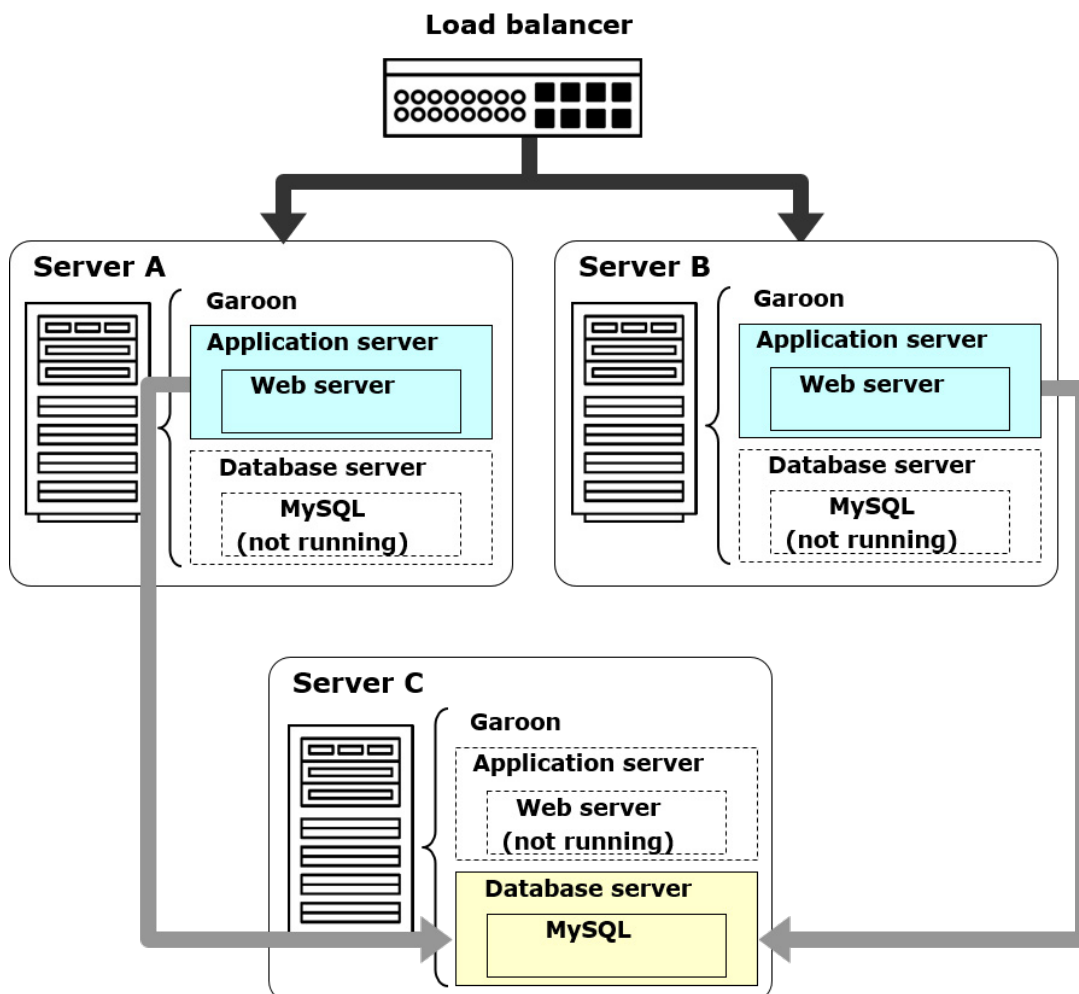 Load balancer
Server A
Garoon
Application server
Web server
Database server
MySQL
(not running)
Server B
Garoon
Application server
Web server
Database server
MySQL
(not running)
Server C
Garoon
Application server
Web server
(not running)
Database server
MySQL